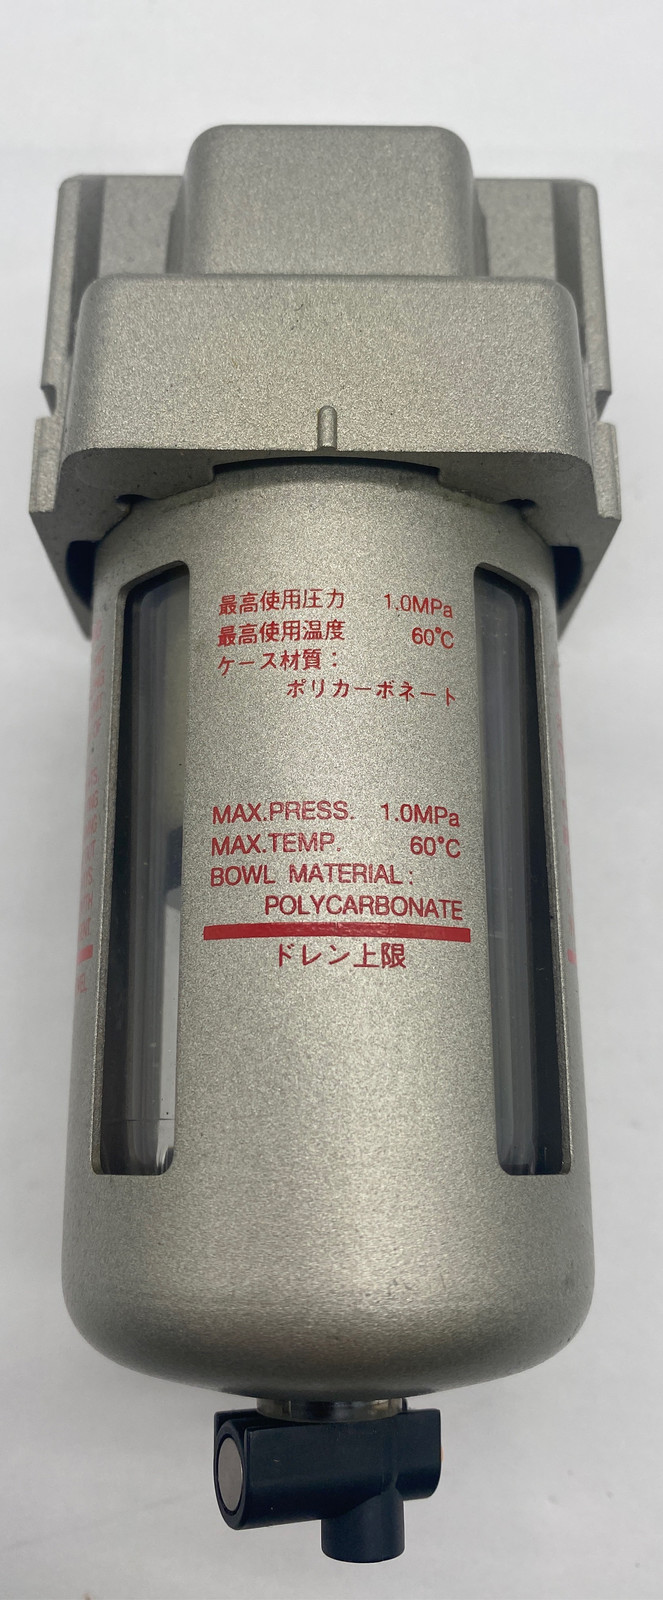 最高使用圧力 1.0MPa
最高使用温度 60°C
ケース材質：
ポリカーボネート
MAX.PRESS. 1.0MPa
MAX.TEMP. 60°C
BOWL MATERIAL:
POLYCARBONATE
ドレン上限